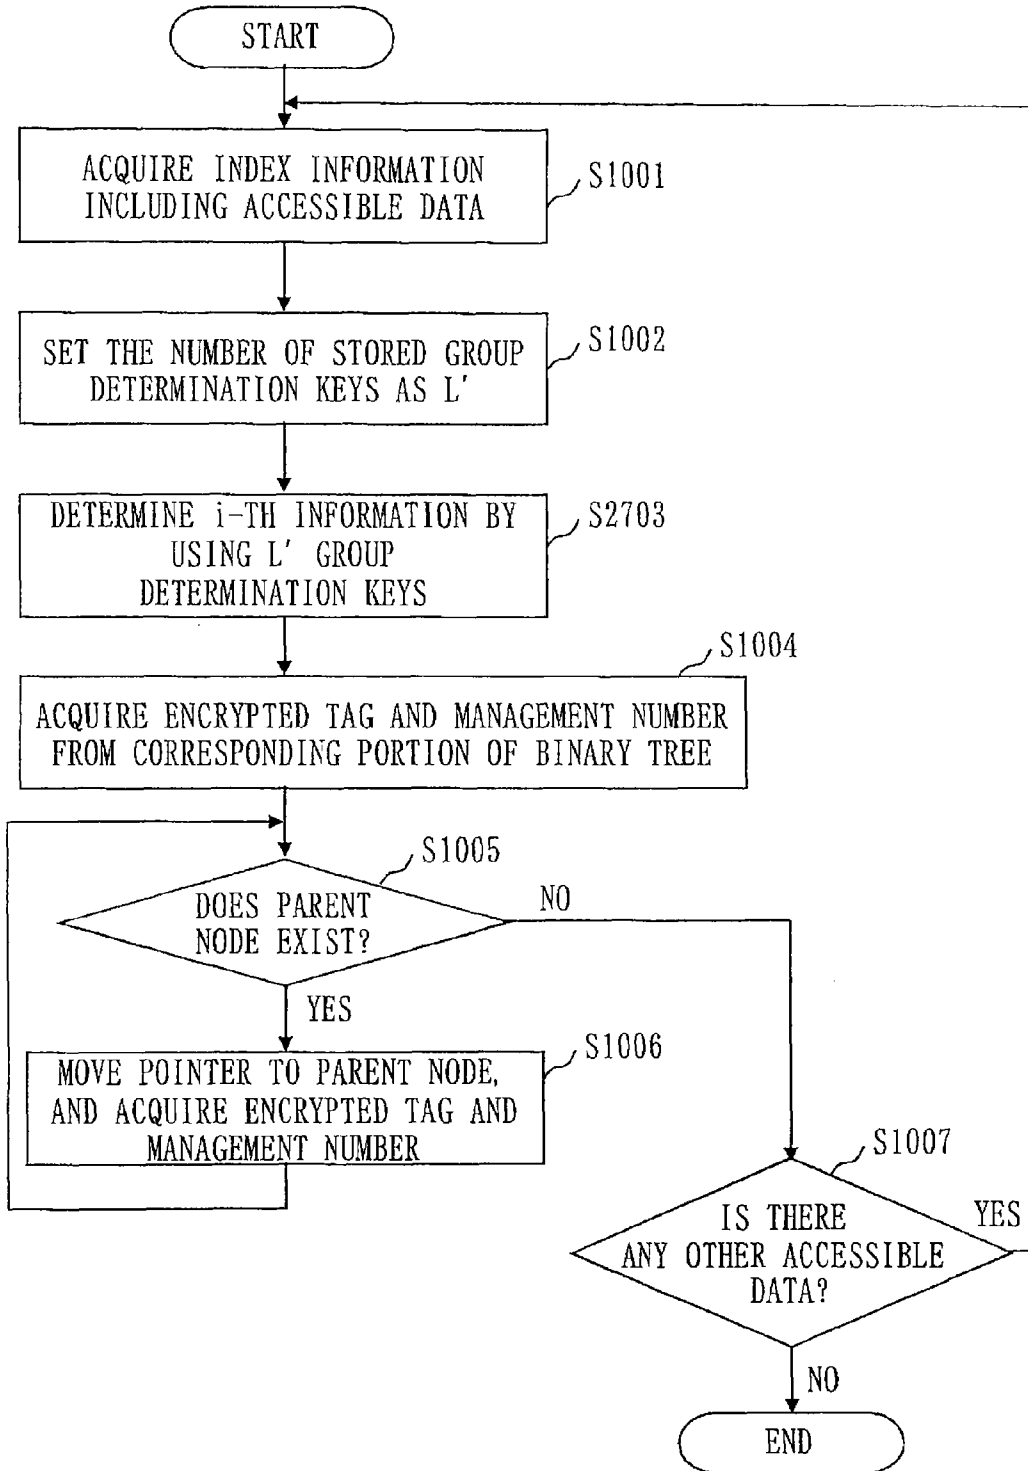 START
ACQUIRE INDEX INFORMATION
INCLUDING ACCESSIBLE DATA
S1001
SET THE NUMBER OF STORED GROUP
DETERMINATION KEYS AS L'
S1002
DETERMINE i-TH INFORMATION BY
USING L' GROUP
DETERMINATION KEYS
S2703
S1004
ACQUIRE ENCRYPTED TAG AND MANAGEMENT NUMBER
FROM CORRESPONDING PORTION OF BINARY TREE
S1005
DOES PARENT
NODE EXIST?
NO
YES
MOVE POINTER TO PARENT NODE,
AND ACQUIRE ENCRYPTED TAG AND
MANAGEMENT NUMBER
S1006
S1007
IS THERE
ANY OTHER ACCESSIBLE
DATA?
YES
NO
END